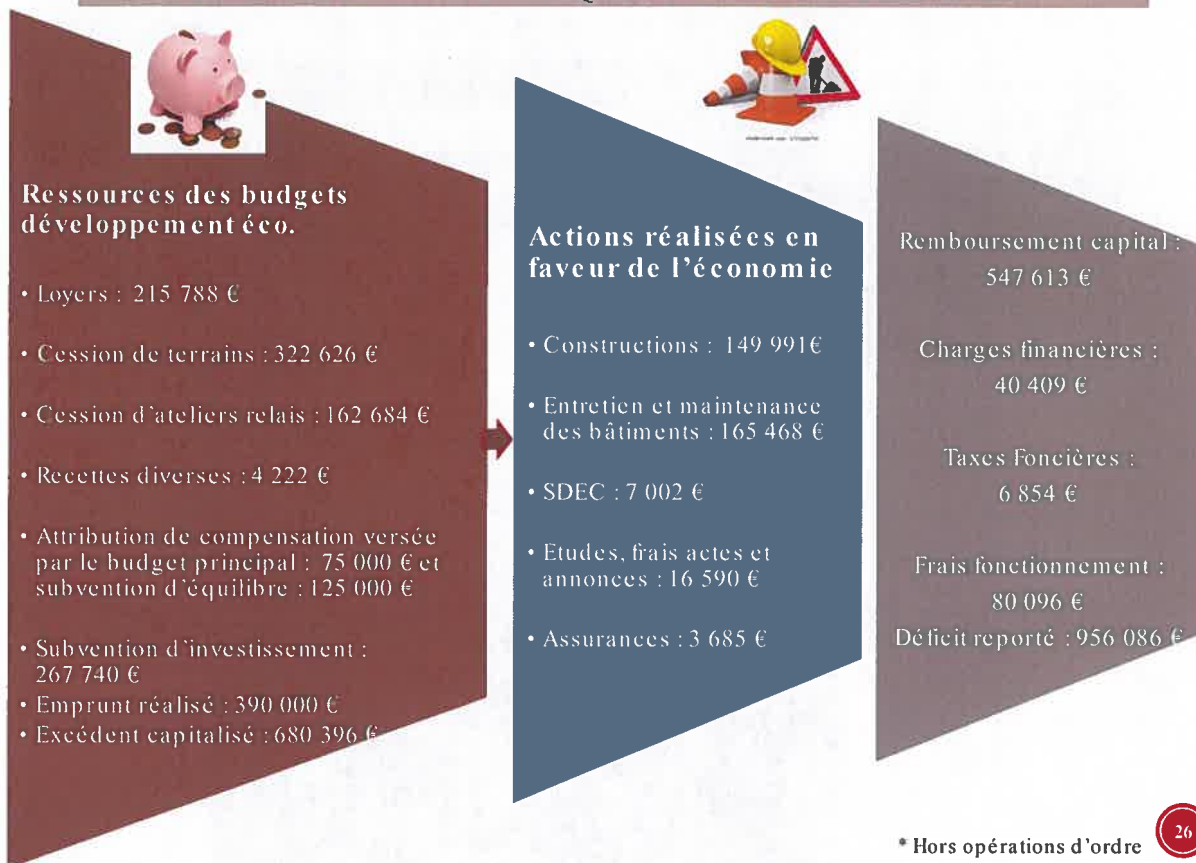 Ressources des budgets
développement éco.
• Loyers : 215 788 €
• Cession de terrains : 322 626 €
• Cession d'ateliers relais : 162 684 €
• Recettes diverses : 4 222 €
• Attribution de compensation versée
par le budget principal : 75 000 € et
subvention d'équilibre : 125 000 €
• Subvention d'investissement :
267 740 €
• Emprunt réalisé : 390 000 €
• Excédent capitalisé : 680 396 €
Actions réalisées en
faveur de l'économie
• Constructions : 149 991€
• Entretien et maintenance
des bâtiments : 165 468 €
• SDEC : 7 002 €
• Etudes, frais actes et
annonces : 16 590 €
• Assurances : 3 685 €
Remboursement capital :
547 613 €
Charges financières :
40 409 €
Taxes Foncières :
6 854 €
Frais fonctionnement :
80 096 €
Déficit reporté : 956 086 €
* Hors opérations d'ordre
26